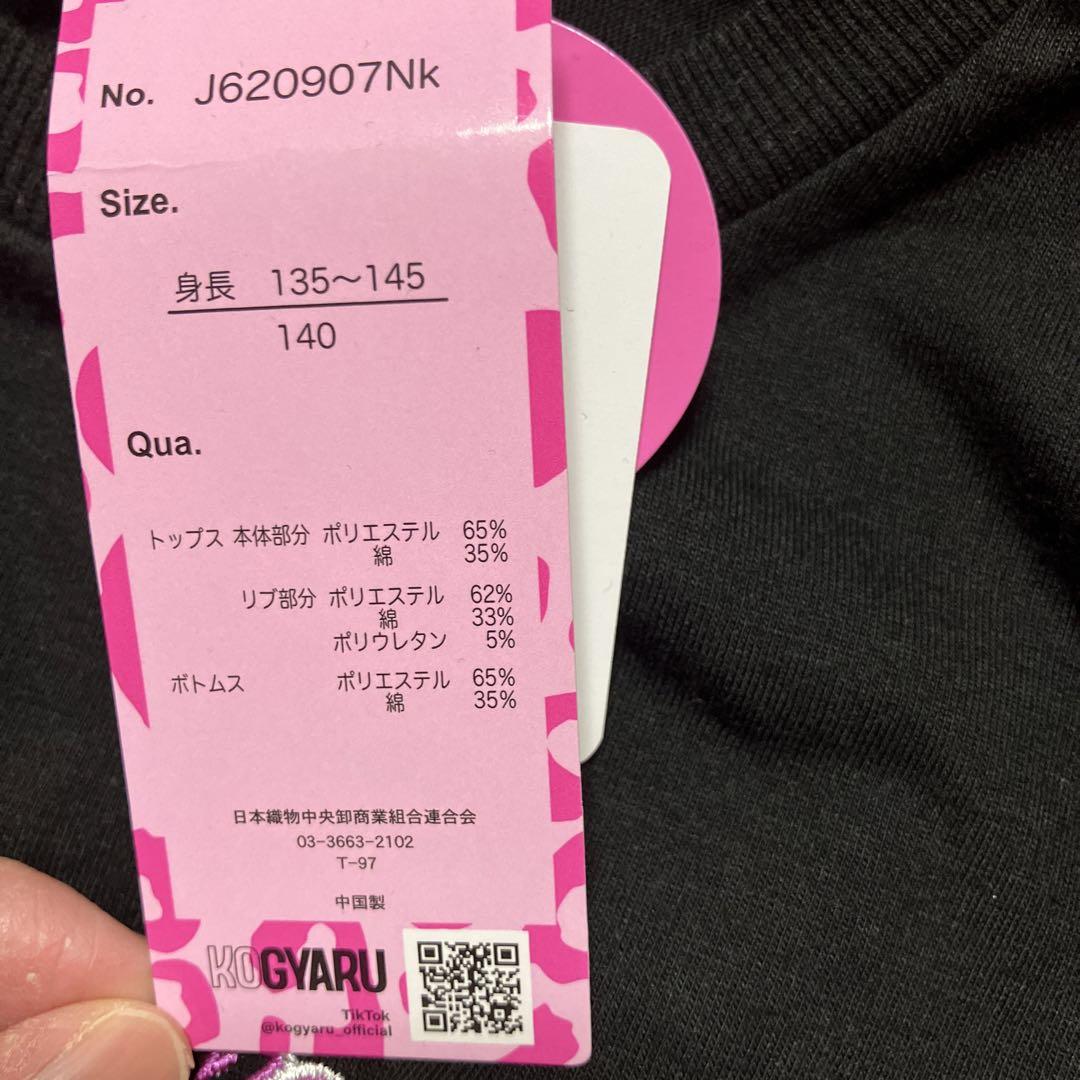 No. J620907Nk
Size.
身長 135〜145
140
Qua.
トップス 本体部分 ポリエステル 65%
綿 35%
リブ部分 ポリエステル 62%
綿 33%
ポリウレタン 5%
ボトムス ポリエステル 65%
綿 35%
日本織物中央卸商業組合連合会
03-3663-2102
T-97
中国製
KOGYARU
TikTok
@kogyaru_official